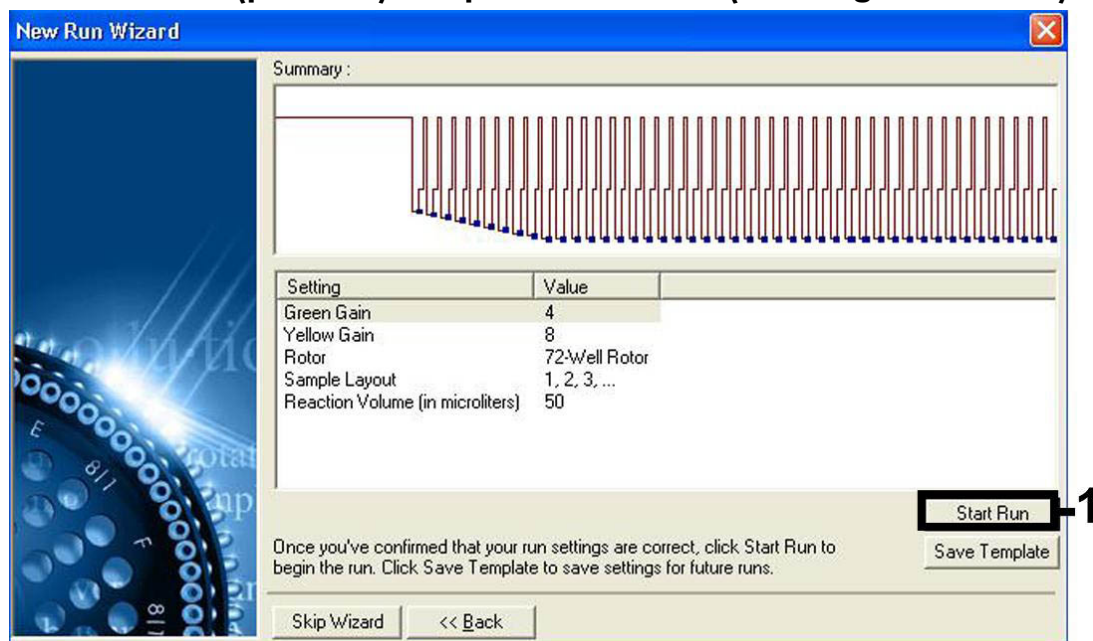 New Run Wizard
Summary :
Setting Value
Green Gain 4
Yellow Gain 8
Rotor 72-Well Rotor
Sample Layout 1, 2, 3, ...
Reaction Volume (in microliters) 50
Start Run 1
Once you've confirmed that your run settings are correct, click Start Run to
begin the run. Click Save Template to save settings for future runs.
Save Template
Skip Wizard << Back